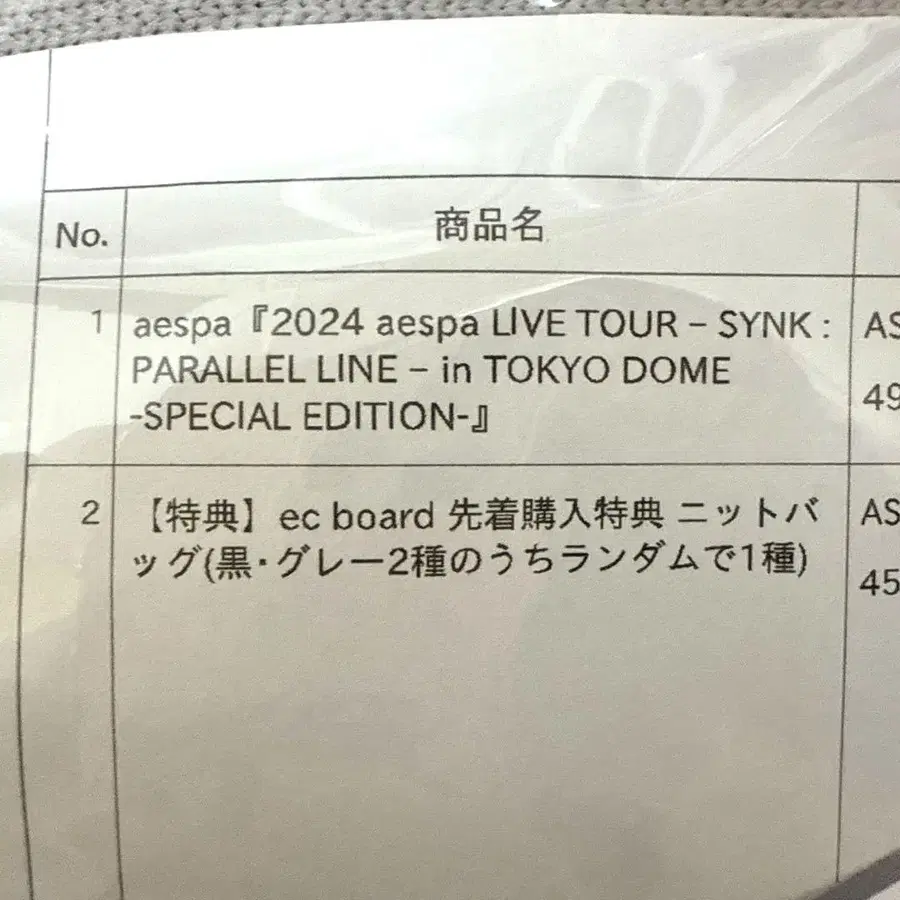 No.
商品名
1
aespa『2024 aespa LIVE TOUR – SYNK :
PARALLEL LINE – in TOKYO DOME
-SPECIAL EDITION-』
AS
49
2
【特典】ec board 先着購入特典 ニットバ
ッグ(黒・グレー2種のうちランダムで1種)
AS
45